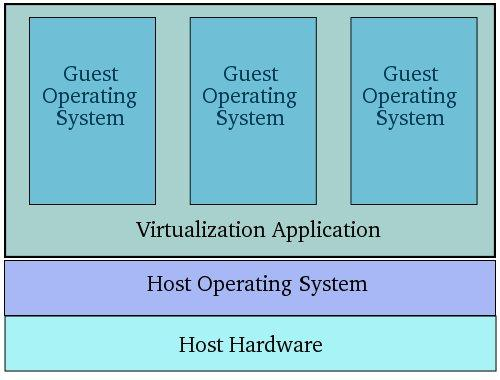 Guest
Operating
System
Guest
Operating
System
Guest
Operating
System
Virtualization Application
Host Operating System
Host Hardware